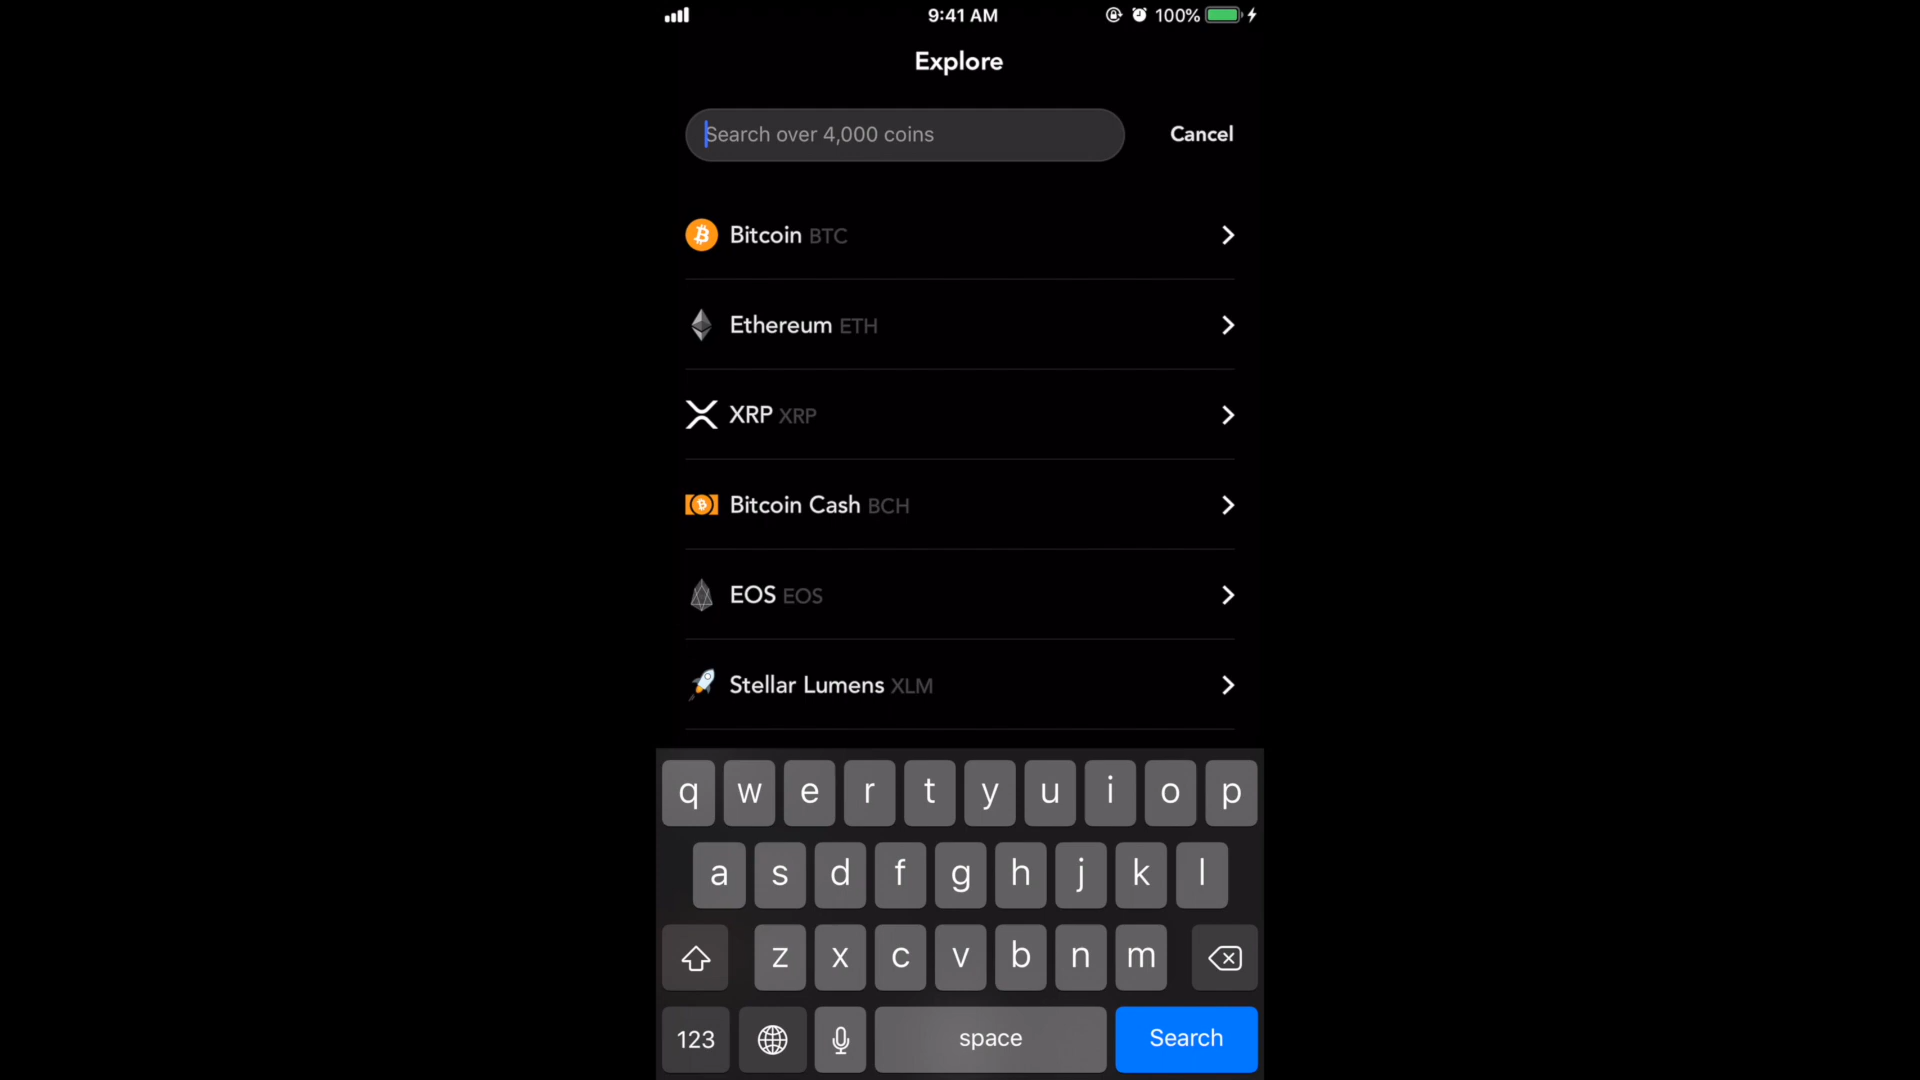 9:41 AM 100%
Explore
Search over 4,000 coins Cancel
Bitcoin BTC
Ethereum ETH
XRP XRP
Bitcoin Cash BCH
EOS EOS
Stellar Lumens XLM
q w e r t y u i o p
a s d f g h j k l
z x c v b n m
123 space Search